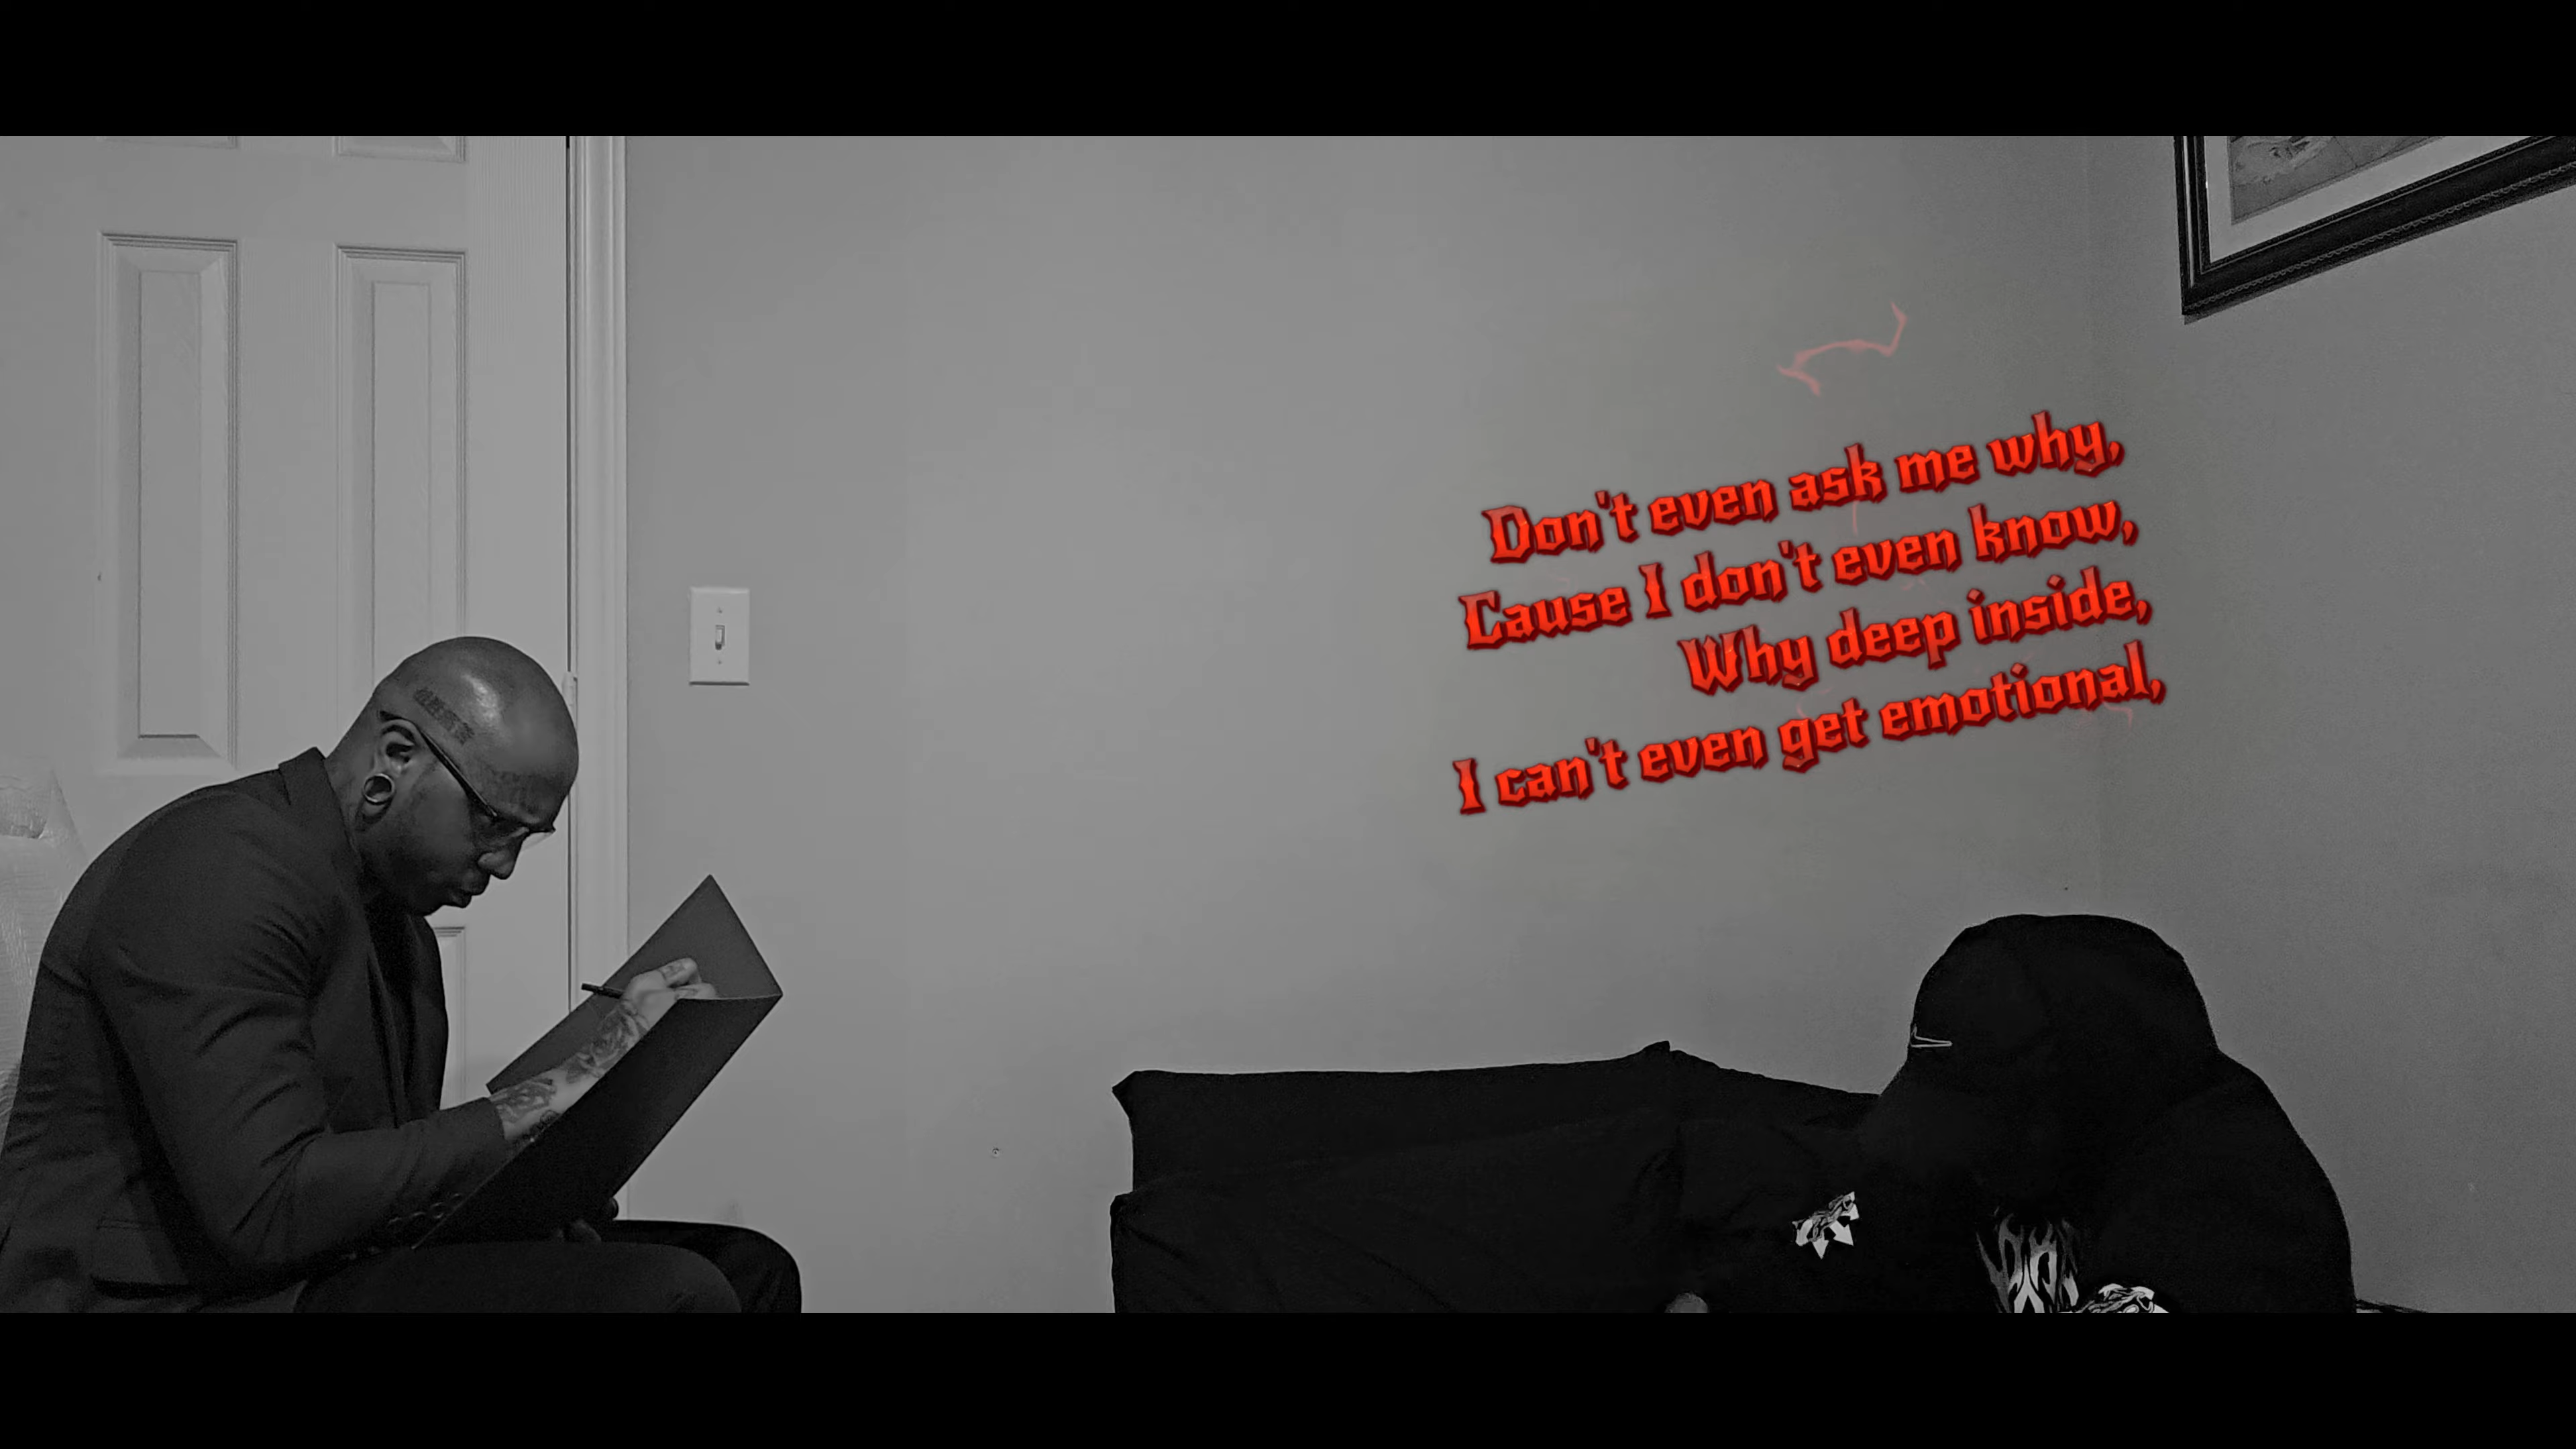 Don't even ask me why,
Cause I don't even know,
Why deep inside,
I can't even get emotional,